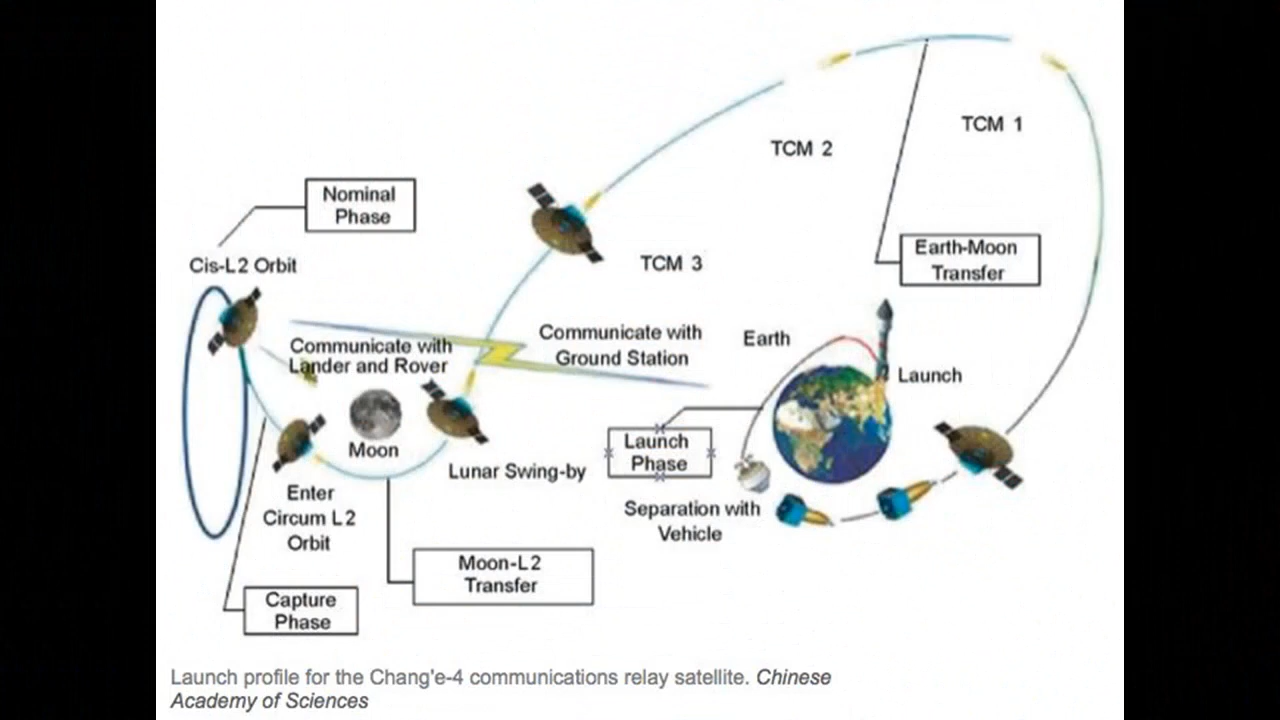 TCM 1
TCM 2
Nominal
Phase
Earth-Moon
Transfer
Cis-L2 Orbit
TCM 3
Communicate with
Ground Station
Earth
Communicate with
Lander and Rover
Launch
Moon
Launch
Phase
Lunar Swing-by
Enter
Circum L2
Orbit
Separation with
Vehicle
Moon-L2
Transfer
Capture
Phase
Launch profile for the Chang'e-4 communications relay satellite. Chinese
Academy of Sciences